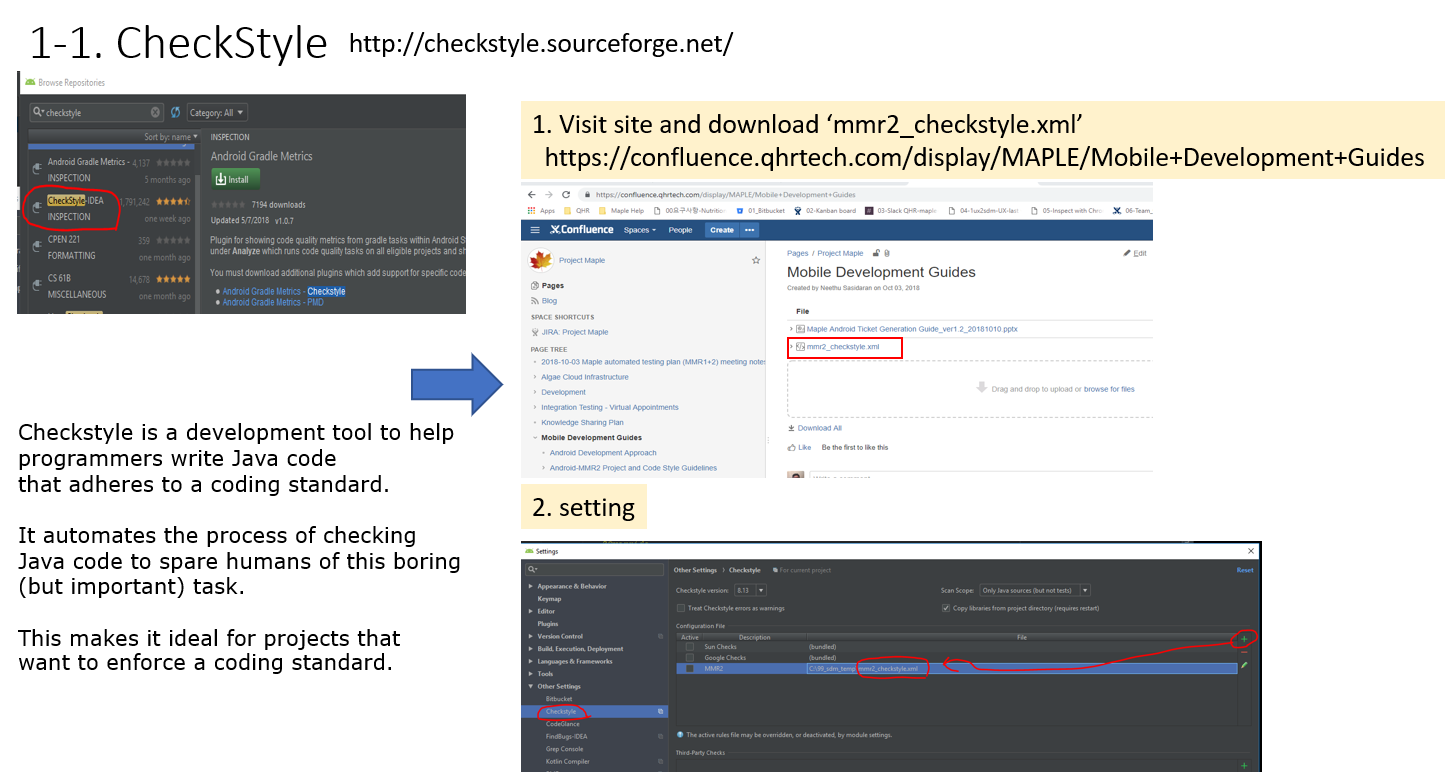 1-1. CheckStyle
http://checkstyle.sourceforge.net/
Browse Repositories
checkstyle
Category: All
Sort by: name
Android Gradle Metrics - 4,137
INSPECTION
5 months ago
CheckStyle-IDEA 1,791,242
INSPECTION
one week ago
CPEN 221 359
FORMATTING
one month ago
CS 61B 14,678
MISCELLANEOUS
one month ago
INSPECTION
Android Gradle Metrics
Install
7194 downloads
Updated 5/7/2018 v1.0.7
Plugin for showing code quality metrics from gradle tasks within Android S
under Analyze which runs code quality tasks on all eligible projects and sh
You must download additional plugins which add support for specific code
Android Gradle Metrics - Checkstyle
Android Gradle Metrics - PMD
Checkstyle is a development tool to help
programmers write Java code
that adheres to a coding standard.
It automates the process of checking
Java code to spare humans of this boring
(but important) task.
This makes it ideal for projects that
want to enforce a coding standard.
1. Visit site and download ‘mmr2_checkstyle.xml’
https://confluence.qhrtech.com/display/MAPLE/Mobile+Development+Guides
https://confluence.qhrtech.com/display/MAPLE/Mobile+Development+Guides
Apps QHR Maple Help 00요구사항-Nutrition 01_Bitbucket 02-Kanban board 03-Slack QHR-maple 04-1ux2sdm-UX-last 05-Inspect with Chro 06-Team_
Confluence Spaces People Create
Project Maple
Pages
Blog
SPACE SHORTCUTS
JIRA: Project Maple
PAGE TREE
2018-10-03 Maple automated testing plan (MMR1+2) meeting notes
Algae Cloud Infrastructure
Development
Integration Testing - Virtual Appointments
Knowledge Sharing Plan
Mobile Development Guides
Android Development Approach
Android-MMR2 Project and Code Style Guidelines
Pages / Project Maple
Edit
Mobile Development Guides
Created by Neethu Sasidaran on Oct 03, 2018
File
Maple Android Ticket Generation Guide_ver1.2_20181010.pptx
mmr2_checkstyle.xml
Drag and drop to upload or browse for files
Download All
Like Be the first to like this
2. setting
Settings
Appearance & Behavior
Keymap
Editor
Plugins
Version Control
Build, Execution, Deployment
Languages & Frameworks
Tools
Other Settings
Bitbucket
Checkstyle
CodeGlance
FindBugs-IDEA
Grep Console
Kotlin Compiler
Other Settings › Checkstyle For current project
Reset
Checkstyle version: 8.13
Scan Scope: Only Java sources (but not tests)
Treat Checkstyle errors as warnings
Copy libraries from project directory (requires restart)
Configuration File
Active Description File
Sun Checks (bundled)
Google Checks (bundled)
MMR2 C:\99_sdm_temp\mmr2_checkstyle.xml
The active rules file may be overridden, or deactivated, by module settings.
Third-Party Checks